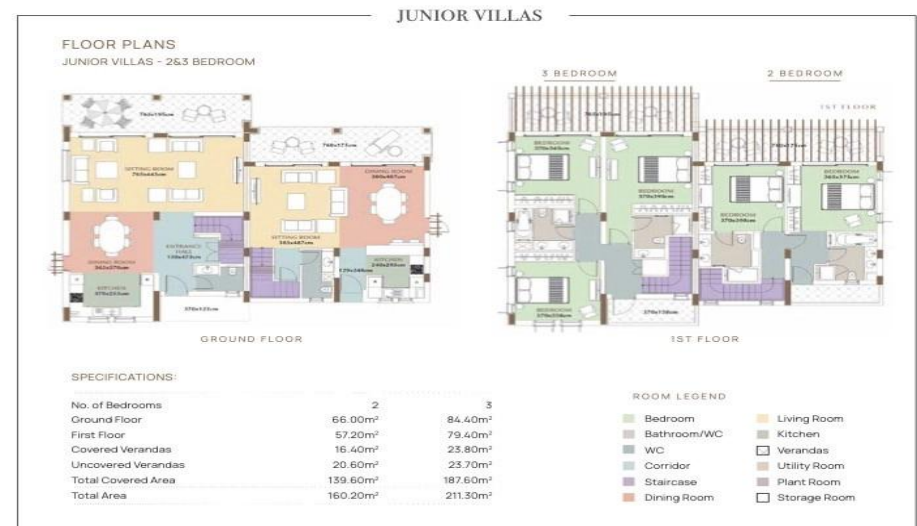 JUNIOR VILLAS
FLOOR PLANS
JUNIOR VILLAS - 2&3 BEDROOM
3 BEDROOM
2 BEDROOM
1ST FLOOR
SITTING ROOM
DINING ROOM
SITTING ROOM
ENTRANCE
HALL
DINING ROOM
KITCHEN
KITCHEN
BEDROOM
BEDROOM
BEDROOM
BEDROOM
BEDROOM
GROUND FLOOR
1ST FLOOR
SPECIFICATIONS:
No. of Bedrooms 2 3
Ground Floor 66.00m² 84.40m²
First Floor 57.20m² 79.40m²
Covered Verandas 16.40m² 23.80m²
Uncovered Verandas 20.60m² 23.70m²
Total Covered Area 139.60m² 187.60m²
Total Area 160.20m² 211.30m²
ROOM LEGEND
Bedroom
Bathroom/WC
WC
Corridor
Staircase
Dining Room
Living Room
Kitchen
Verandas
Utility Room
Plant Room
Storage Room